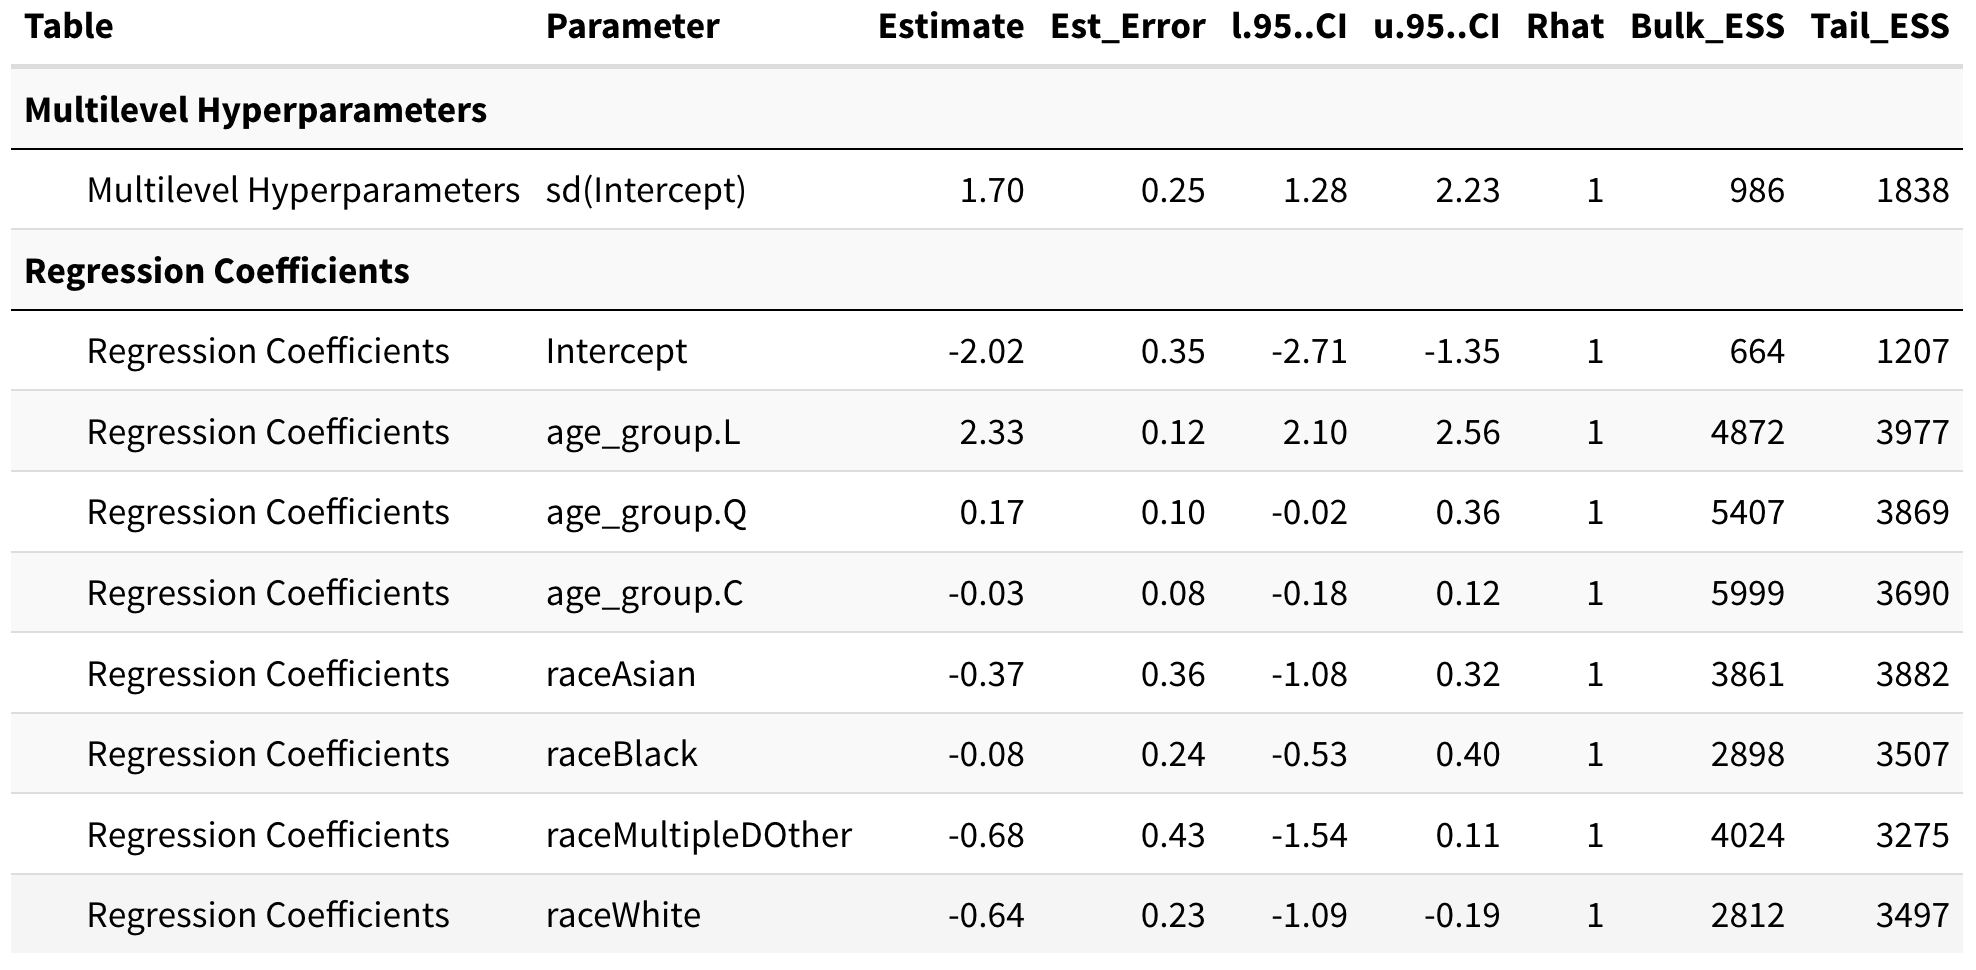 Table Parameter Estimate Est_Error l.95..CI u.95..CI Rhat Bulk_ESS Tail_ESS
Multilevel Hyperparameters
Multilevel Hyperparameters sd(Intercept) 1.70 0.25 1.28 2.23 1 986 1838
Regression Coefficients
Regression Coefficients Intercept -2.02 0.35 -2.71 -1.35 1 664 1207
Regression Coefficients age_group.L 2.33 0.12 2.10 2.56 1 4872 3977
Regression Coefficients age_group.Q 0.17 0.10 -0.02 0.36 1 5407 3869
Regression Coefficients age_group.C -0.03 0.08 -0.18 0.12 1 5999 3690
Regression Coefficients raceAsian -0.37 0.36 -1.08 0.32 1 3861 3882
Regression Coefficients raceBlack -0.08 0.24 -0.53 0.40 1 2898 3507
Regression Coefficients raceMultipleDOther -0.68 0.43 -1.54 0.11 1 4024 3275
Regression Coefficients raceWhite -0.64 0.23 -1.09 -0.19 1 2812 3497